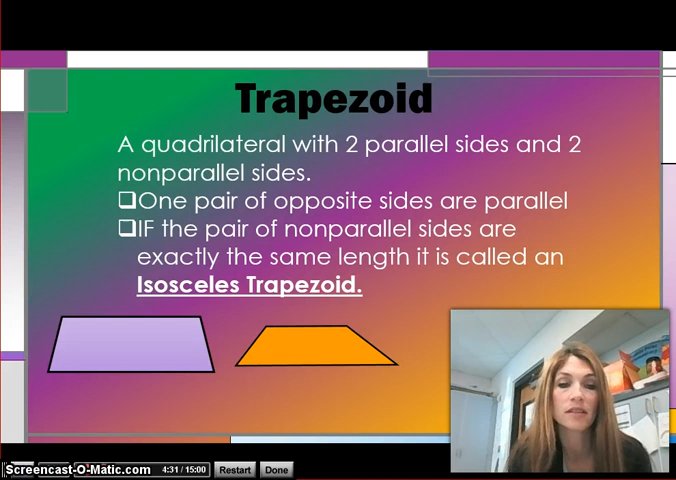 Trapezoid
A quadrilateral with 2 parallel sides and 2
nonparallel sides.
❑One pair of opposite sides are parallel
❑IF the pair of nonparallel sides are
exactly the same length it is called an
Isosceles Trapezoid.
Screencast-O-Matic.com 4:31 / 15:00 Restart Done